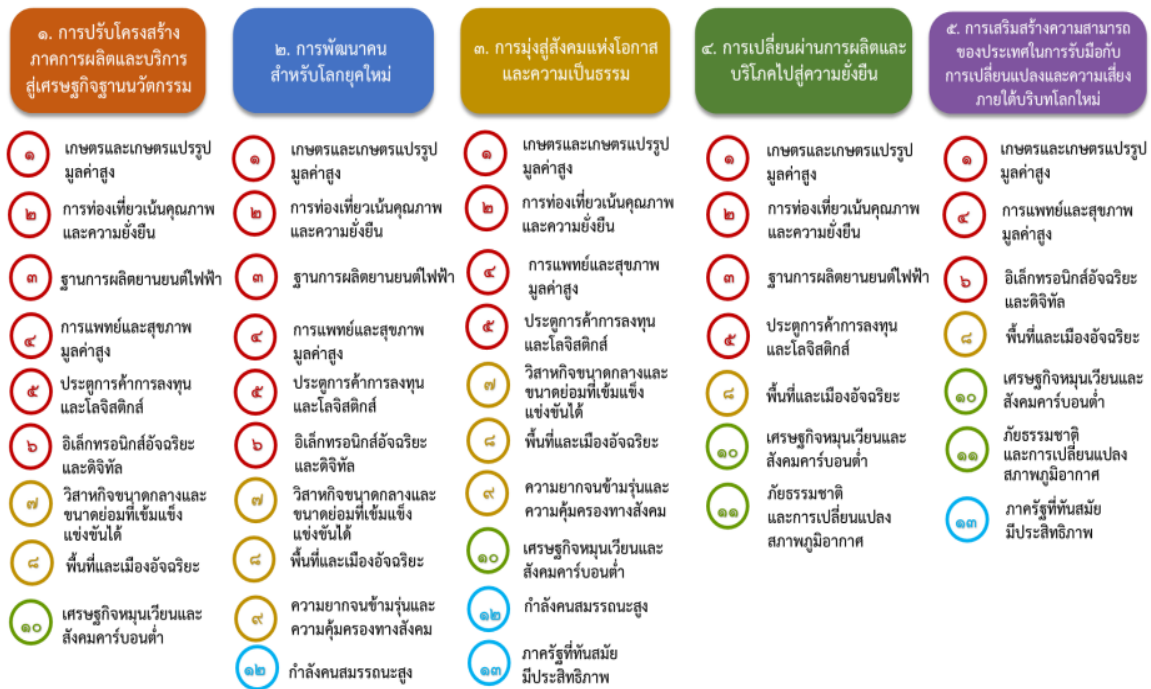 ๑. การปรับโครงสร้าง
ภาคการผลิตและบริการ
สู่เศรษฐกิจฐานนวัตกรรม
๑
เกษตรและเกษตรแปรรูป
มูลค่าสูง
๒
การท่องเที่ยวเน้นคุณภาพ
และความยั่งยืน
๓
ฐานการผลิตยานยนต์ไฟฟ้า
๔
การแพทย์และสุขภาพ
มูลค่าสูง
๕
ประตูการค้าการลงทุน
และโลจิสติกส์
๖
อิเล็กทรอนิกส์อัจฉริยะ
และดิจิทัล
๗
วิสาหกิจขนาดกลางและ
ขนาดย่อมที่เข้มแข็ง
แข่งขันได้
๘
พื้นที่และเมืองอัจฉริยะ
๑๐
เศรษฐกิจหมุนเวียนและ
สังคมคาร์บอนต่ำ
๒. การพัฒนาคน
สำหรับโลกยุคใหม่
๑
เกษตรและเกษตรแปรรูป
มูลค่าสูง
๒
การท่องเที่ยวเน้นคุณภาพ
และความยั่งยืน
๓
ฐานการผลิตยานยนต์ไฟฟ้า
๔
การแพทย์และสุขภาพ
มูลค่าสูง
๕
ประตูการค้าการลงทุน
และโลจิสติกส์
๖
อิเล็กทรอนิกส์อัจฉริยะ
และดิจิทัล
๗
วิสาหกิจขนาดกลางและ
ขนาดย่อมที่เข้มแข็ง
แข่งขันได้
๘
พื้นที่และเมืองอัจฉริยะ
๙
ความยากจนข้ามรุ่นและ
ความคุ้มครองทางสังคม
๑๒
กำลังคนสมรรถนะสูง
๓. การมุ่งสู่สังคมแห่งโอกาส
และความเป็นธรรม
๑
เกษตรและเกษตรแปรรูป
มูลค่าสูง
๒
การท่องเที่ยวเน้นคุณภาพ
และความยั่งยืน
๔
การแพทย์และสุขภาพ
มูลค่าสูง
๕
ประตูการค้าการลงทุน
และโลจิสติกส์
๗
วิสาหกิจขนาดกลางและ
ขนาดย่อมที่เข้มแข็ง
แข่งขันได้
๘
พื้นที่และเมืองอัจฉริยะ
๙
ความยากจนข้ามรุ่นและ
ความคุ้มครองทางสังคม
๑๐
เศรษฐกิจหมุนเวียนและ
สังคมคาร์บอนต่ำ
๑๒
กำลังคนสมรรถนะสูง
๑๓
ภาครัฐที่ทันสมัย
มีประสิทธิภาพ
๔. การเปลี่ยนผ่านการผลิตและ
บริโภคไปสู่ความยั่งยืน
๑
เกษตรและเกษตรแปรรูป
มูลค่าสูง
๒
การท่องเที่ยวเน้นคุณภาพ
และความยั่งยืน
๓
ฐานการผลิตยานยนต์ไฟฟ้า
๕
ประตูการค้าการลงทุน
และโลจิสติกส์
๘
พื้นที่และเมืองอัจฉริยะ
๑๐
เศรษฐกิจหมุนเวียนและ
สังคมคาร์บอนต่ำ
๑๑
ภัยธรรมชาติ
และการเปลี่ยนแปลง
สภาพภูมิอากาศ
๕. การเสริมสร้างความสามารถ
ของประเทศในการรับมือกับ
การเปลี่ยนแปลงและความเสี่ยง
ภายใต้บริบทโลกใหม่
๑
เกษตรและเกษตรแปรรูป
มูลค่าสูง
๔
การแพทย์และสุขภาพ
มูลค่าสูง
๖
อิเล็กทรอนิกส์อัจฉริยะ
และดิจิทัล
๘
พื้นที่และเมืองอัจฉริยะ
๑๐
เศรษฐกิจหมุนเวียนและ
สังคมคาร์บอนต่ำ
๑๑
ภัยธรรมชาติ
และการเปลี่ยนแปลง
สภาพภูมิอากาศ
๑๓
ภาครัฐที่ทันสมัย
มีประสิทธิภาพ